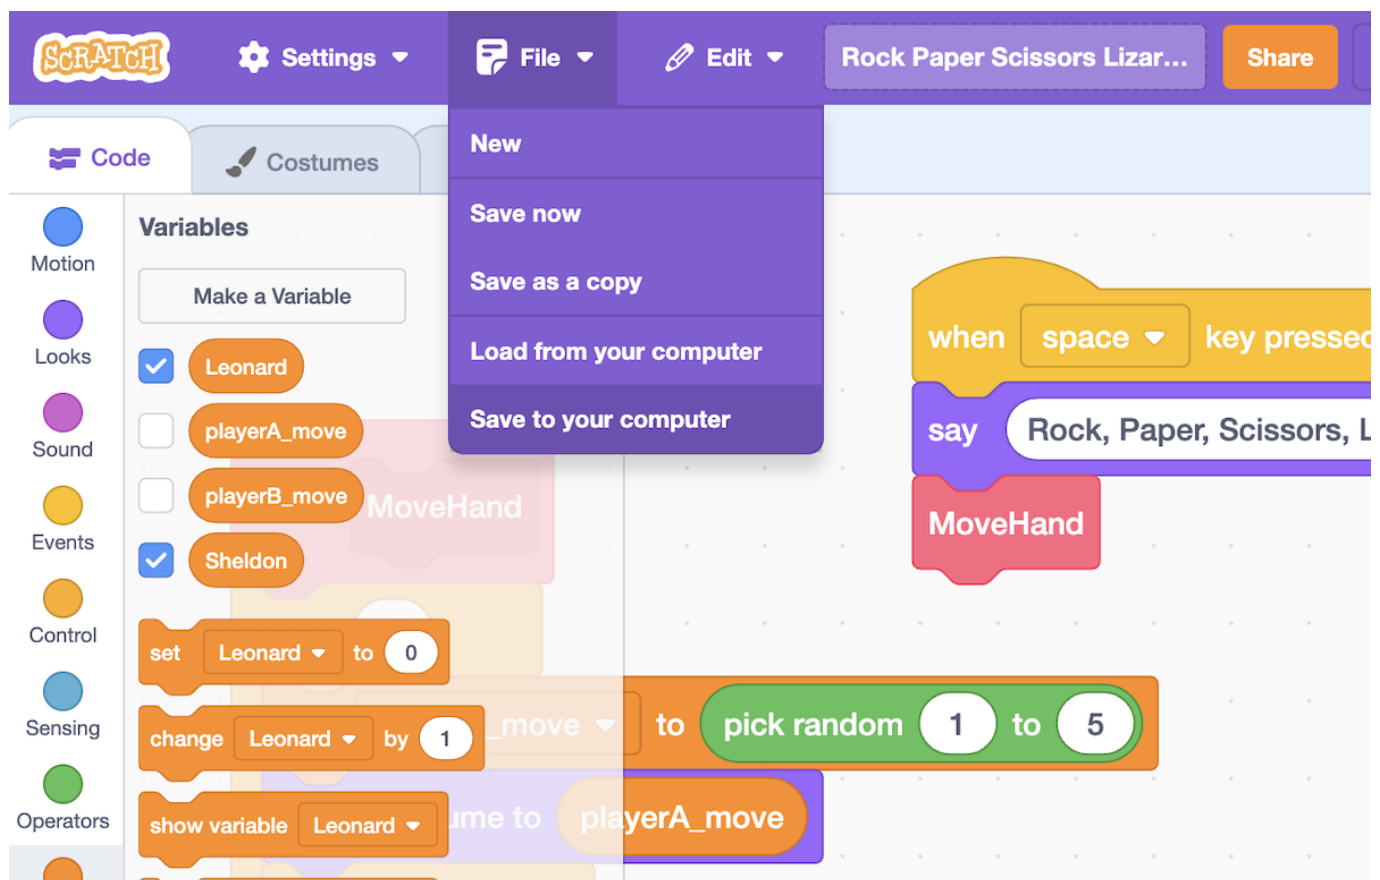 SCRATCH Settings File Edit Rock Paper Scissors Lizar... Share
Code Costumes
New
Save now
Save as a copy
Load from your computer
Save to your computer
Motion
Looks
Sound
Events
Control
Sensing
Operators
Variables
Make a Variable
Leonard
playerA_move
playerB_move
Sheldon
set Leonard to 0
change Leonard by 1
show variable Leonard
when space key pressed
say Rock, Paper, Scissors, L
MoveHand
MoveHand
_move to pick random 1 to 5
ume to playerA_move